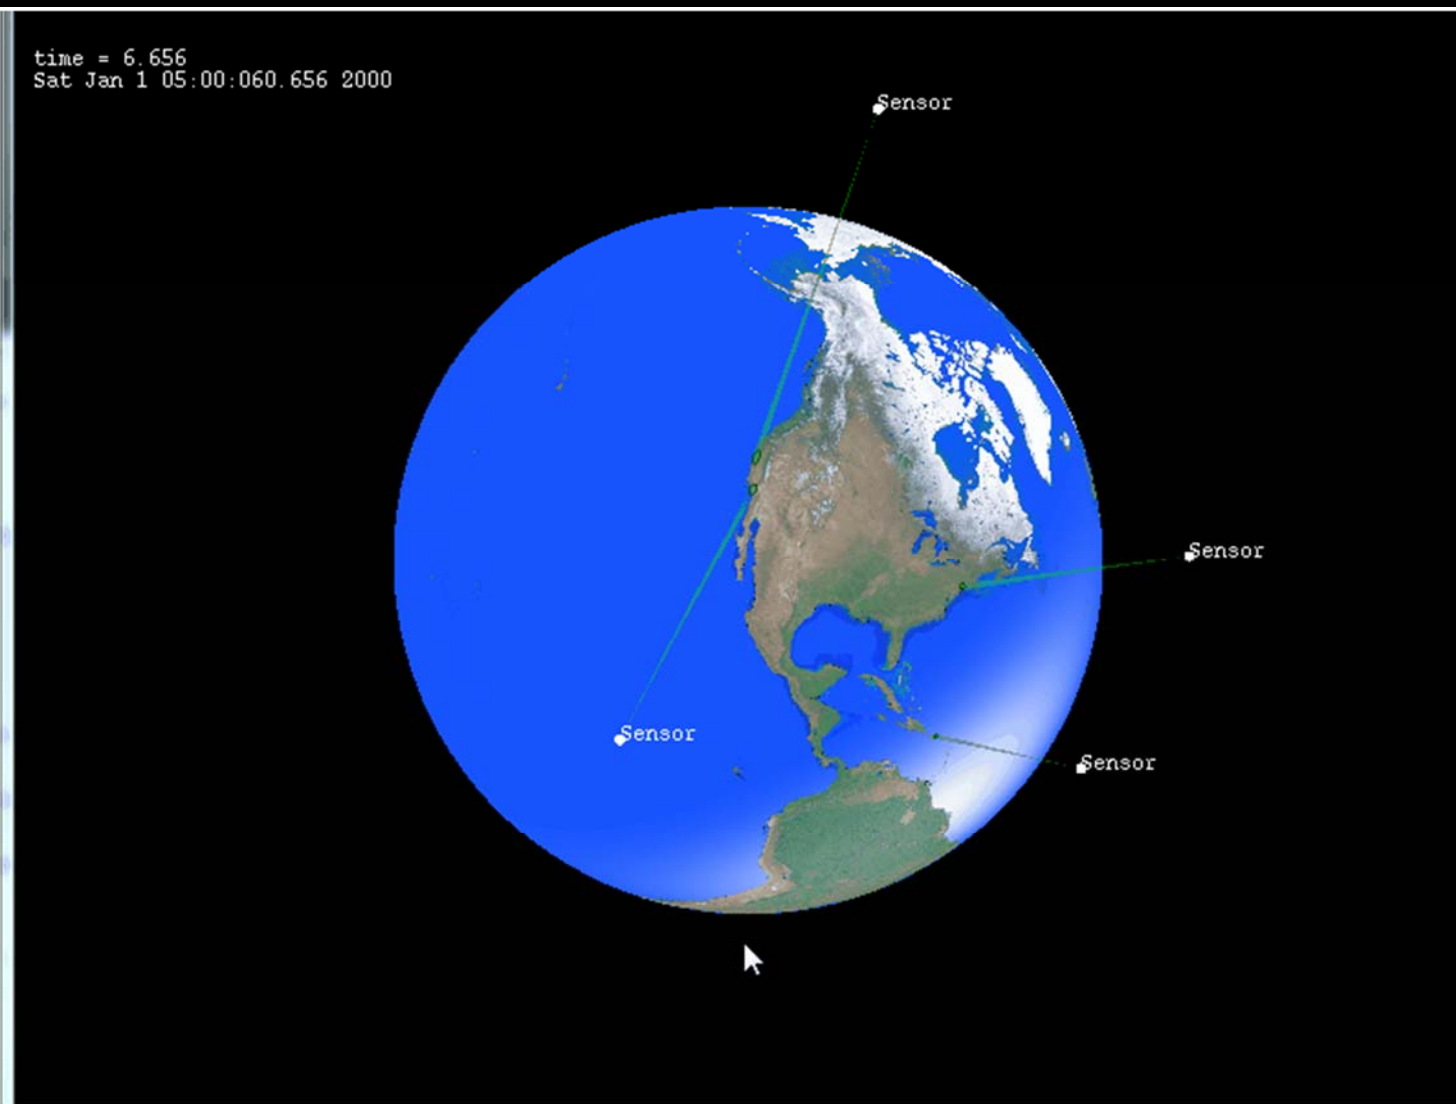 time = 6.656
Sat Jan 1 05:00:060.656 2000
Sensor
Sensor
Sensor
Sensor